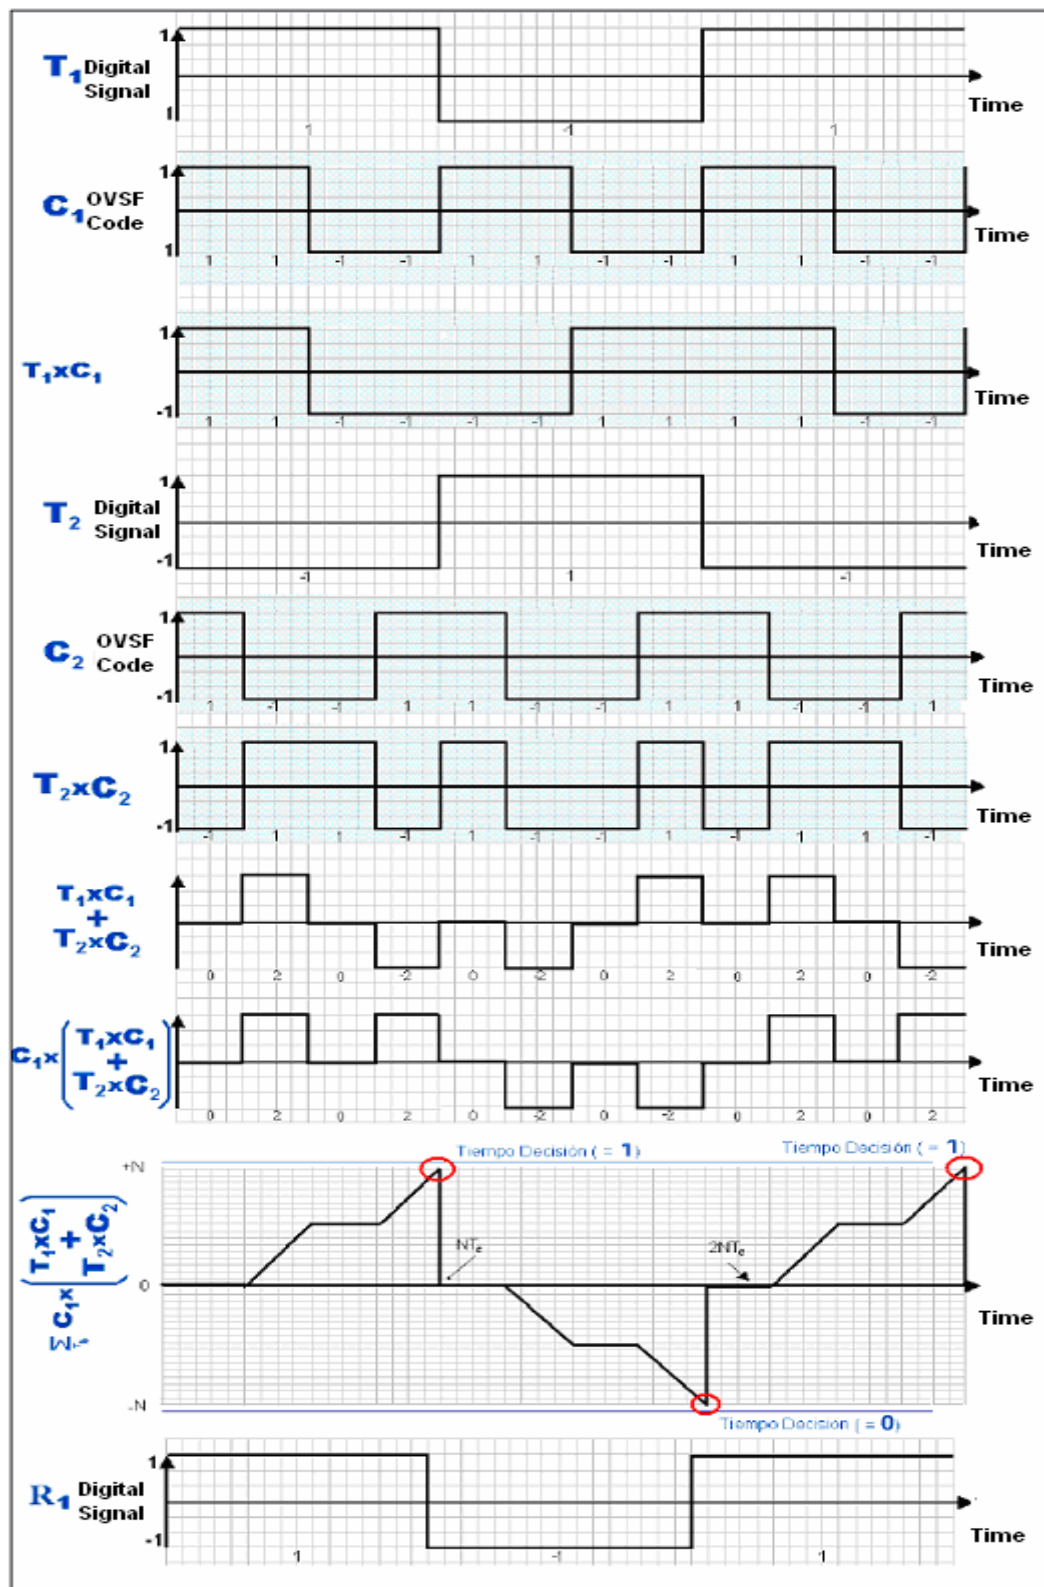 1
T1 Digital
Signal
1
Time
1 -1 1
1
C1 OVSF
Code
1
Time
1 1 -1 -1 1 1 -1 -1 1 1 -1 -1
1
T1xC1
-1
Time
1 1 -1 -1 -1 -1 1 1 1 1 -1 -1
1
T2 Digital
Signal
-1
Time
-1 1 -1
1
C2 OVSF
Code
-1
Time
1 -1 -1 1 1 -1 -1 1 1 -1 -1 1
1
T2xC2
-1
Time
-1 1 1 -1 1 -1 -1 1 -1 1 1 -1
T1xC1
+
T2xC2
Time
0 2 0 -2 0 -2 0 2 0 2 0 -2
C1x(T1xC1
+
T2xC2)
Time
0 2 0 2 0 -2 0 -2 0 2 0 2
Tiempo Decisión ( = 1)
Tiempo Decisión ( = 1)
+N
C1x(T1xC1
+
T2xC2)
NTc
2NTc
0
Time
-N
Tiempo Decisión ( = 0)
1
R1 Digital
Signal
-1
Time
1 -1 1